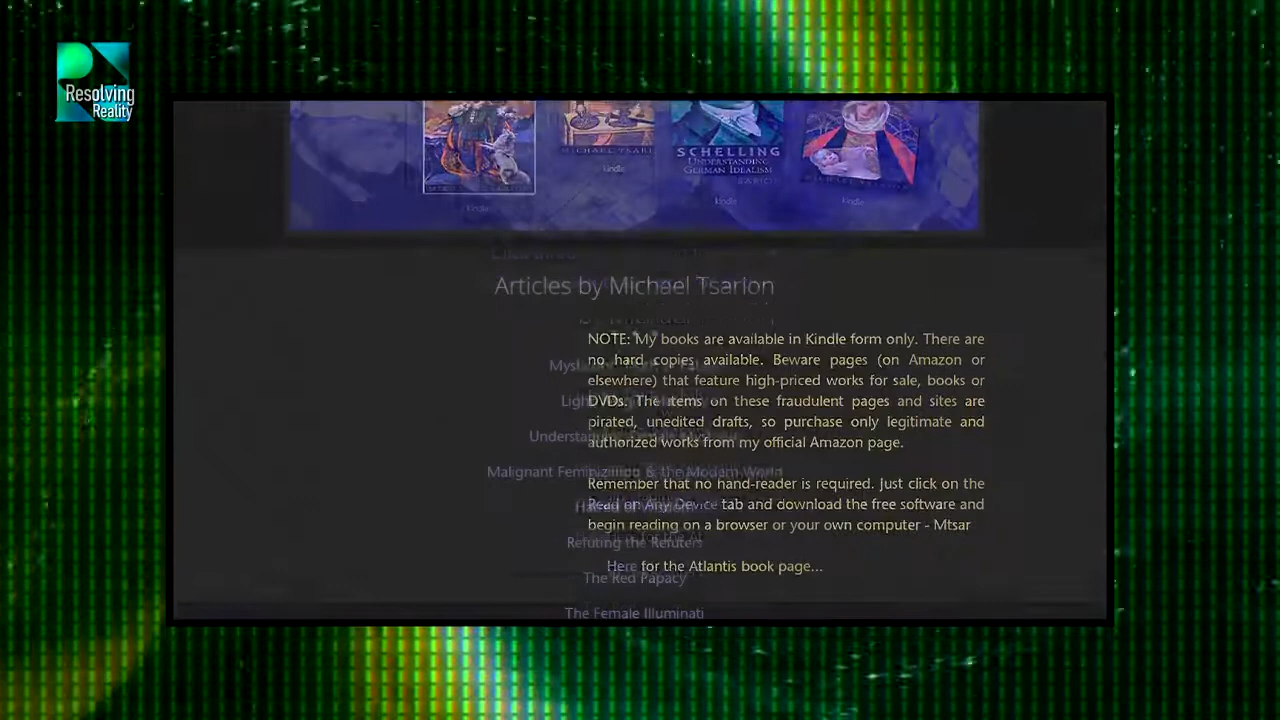 Resolving
Reality
SCHELLING
UNDERSTANDING
GERMAN IDEALISM
Kindle
Kindle
Kindle
Kindle
Articles by Michael Tsarion
NOTE: My books are available in Kindle form only. There are
no hard copies available. Beware pages (on Amazon or
elsewhere) that feature high-priced works for sale, books or
DVDs. The items on these fraudulent pages and sites are
pirated, unedited drafts, so purchase only legitimate and
authorized works from my official Amazon page.
Malignant Feminization & the Modern World
Remember that no hand-reader is required. Just click on the
Read on Any Device tab and download the free software and
begin reading on a browser or your own computer - Mtsar
Refuting the Refuters
Here for the Atlantis book page...
The Red Papacy
The Female Illuminati